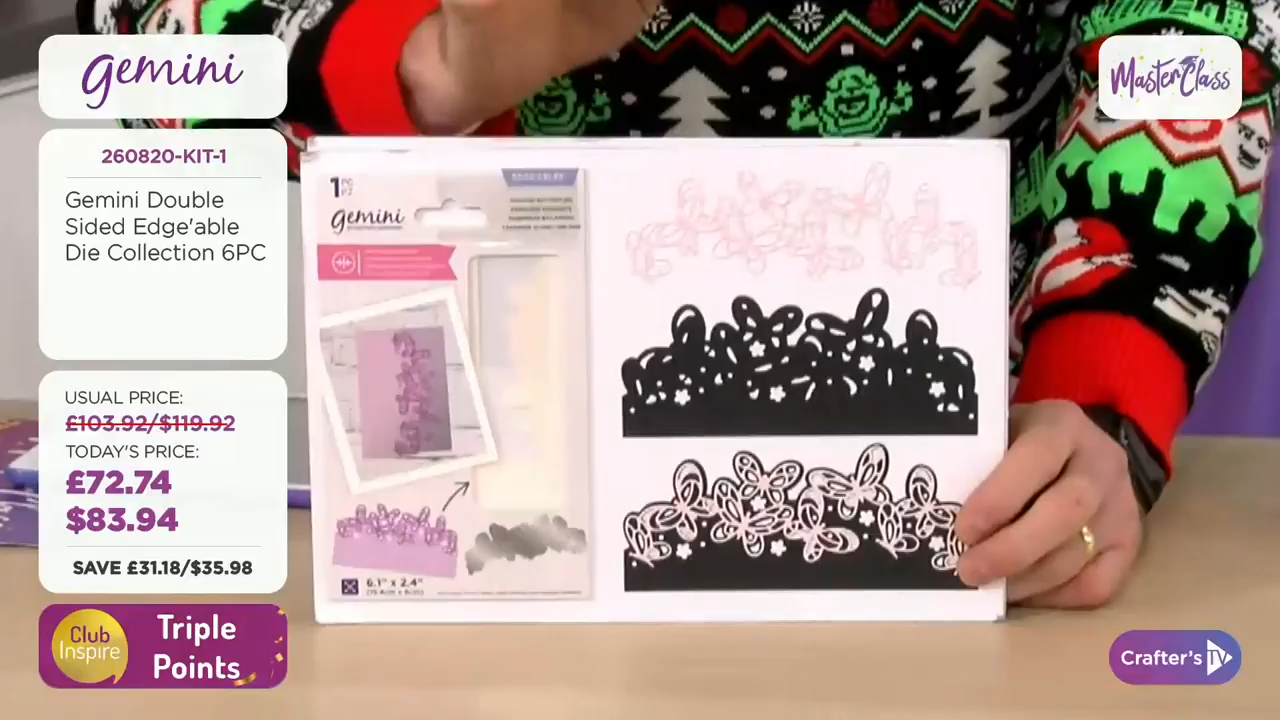 gemini
260820-KIT-1
Gemini Double
Sided Edge'able
Die Collection 6PC
USUAL PRICE:
£103.92/$119.92
TODAY'S PRICE:
£72.74
$83.94
SAVE £31.18/$35.98
Club
Inspire
Triple
Points
MasterClass
1 PC
gemini
6.1" x 2.4"
Crafter's TV